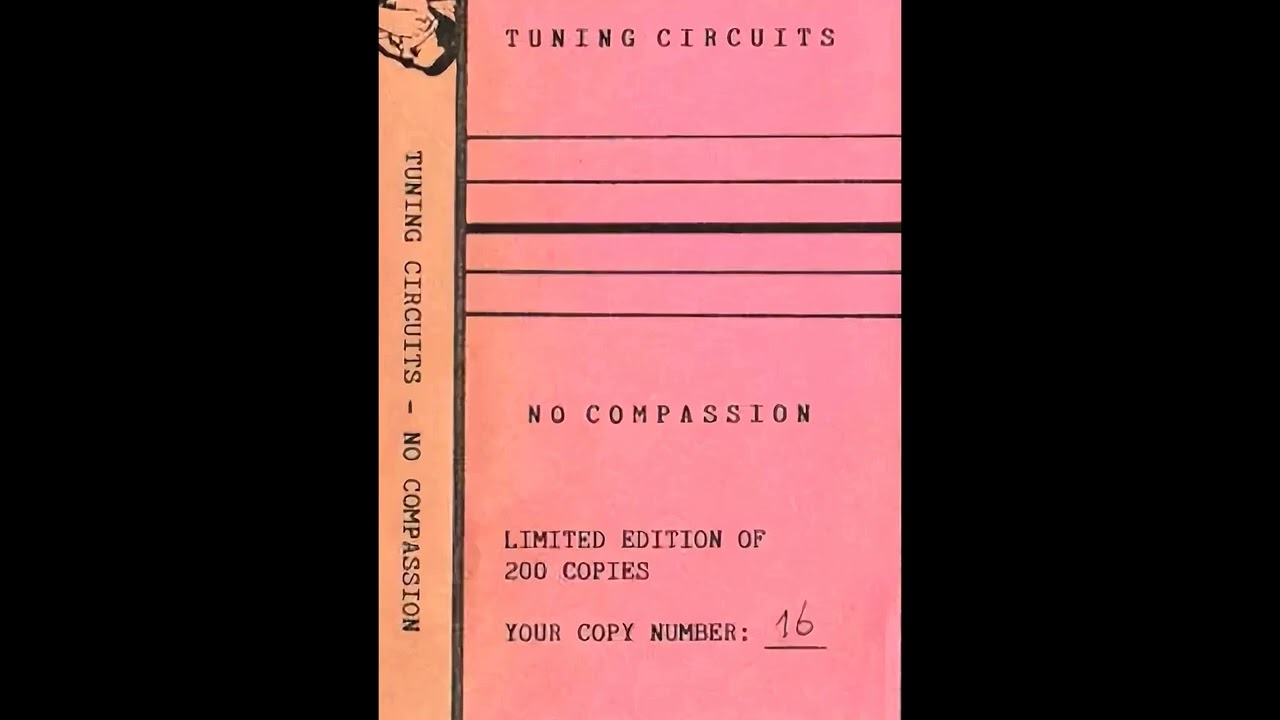 TUNING CIRCUITS
TUNING CIRCUITS - NO COMPASSION
NO COMPASSION
LIMITED EDITION OF
200 COPIES
YOUR COPY NUMBER: 16